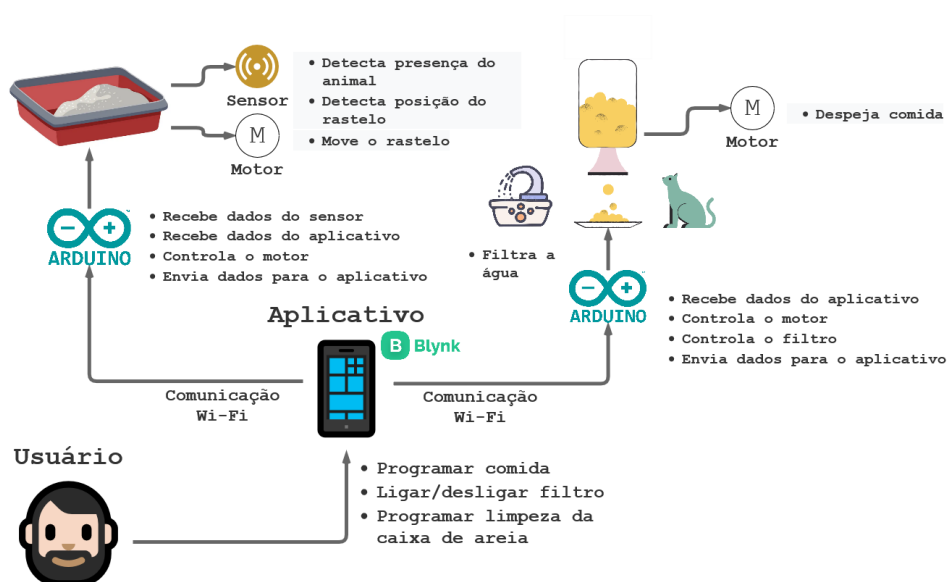 Sensor
• Detecta presença do
animal
• Detecta posição do
rastelo
M
Motor
• Move o rastelo
M
Motor
• Despeja comida
• Filtra a
água
ARDUINO
• Recebe dados do sensor
• Recebe dados do aplicativo
• Controla o motor
• Envia dados para o aplicativo
ARDUINO
• Recebe dados do aplicativo
• Controla o motor
• Controla o filtro
• Envia dados para o aplicativo
Aplicativo
B Blynk
Comunicação
Wi-Fi
Comunicação
Wi-Fi
Usuário
• Programar comida
• Ligar/desligar filtro
• Programar limpeza da
caixa de areia